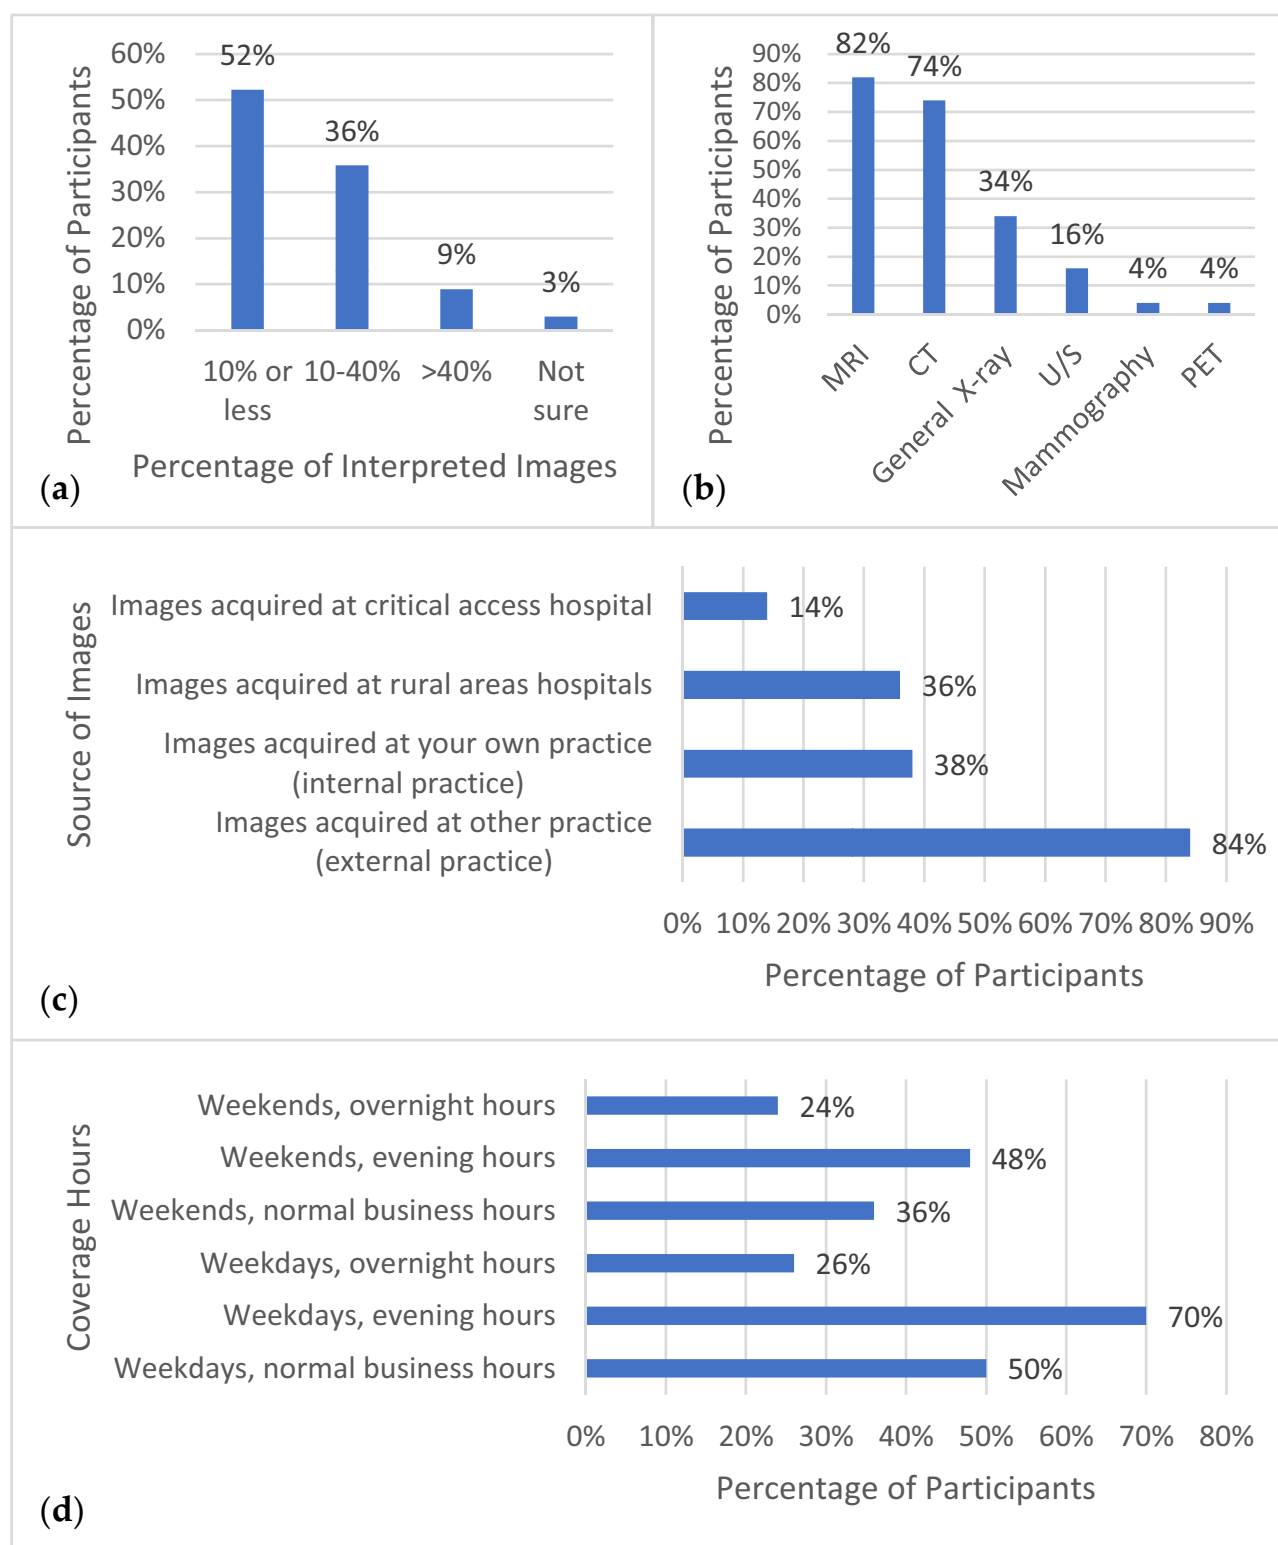 Percentage of Participants
60%
50%
40%
30%
20%
10%
0%
52%
36%
9%
3%
10% or
less
10-40%
>40%
Not
sure
Percentage of Interpreted Images
(a)
Percentage of Participants
90%
80%
70%
60%
50%
40%
30%
20%
10%
0%
82%
74%
34%
16%
4%
4%
MRI
CT
General X-ray
U/S
Mammography
PET
(b)
Source of Images
Images acquired at critical access hospital
14%
Images acquired at rural areas hospitals
36%
Images acquired at your own practice
(internal practice)
38%
Images acquired at other practice
(external practice)
84%
0% 10% 20% 30% 40% 50% 60% 70% 80% 90%
Percentage of Participants
(c)
Coverage Hours
Weekends, overnight hours
24%
Weekends, evening hours
48%
Weekends, normal business hours
36%
Weekdays, overnight hours
26%
Weekdays, evening hours
70%
Weekdays, normal business hours
50%
0% 10% 20% 30% 40% 50% 60% 70% 80%
Percentage of Participants
(d)